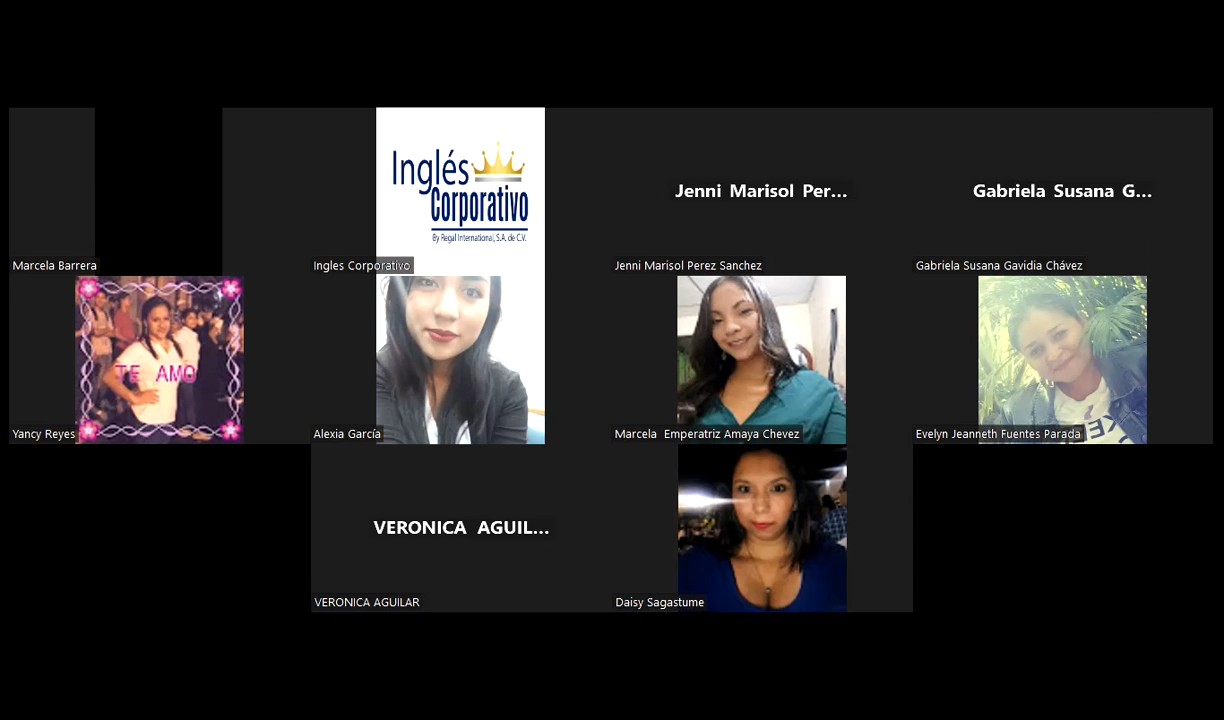 Inglés
Corporativo
By Regal International, S.A. de C.V.
Jenni Marisol Per...
Gabriela Susana G...
Marcela Barrera
Ingles Corporativo
Jenni Marisol Perez Sanchez
Gabriela Susana Gavidia Chávez
TE AMO
Yancy Reyes
Alexia García
Marcela Emperatriz Amaya Chevez
Evelyn Jeanneth Fuentes Parada
VERONICA AGUIL...
VERONICA AGUILAR
Daisy Sagastume